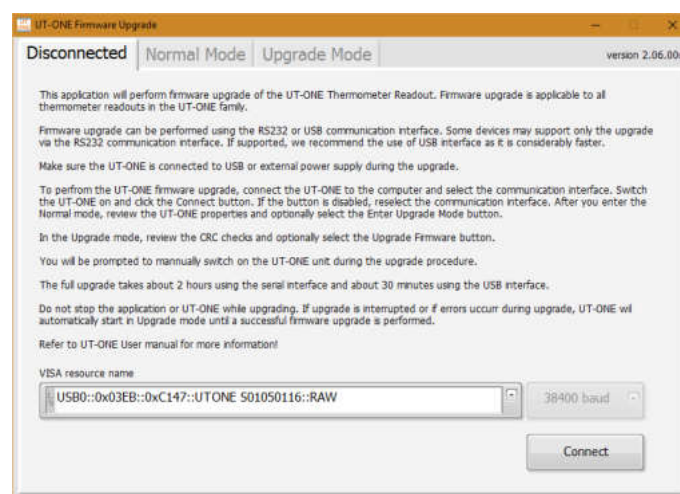 UT-ONE Firmware Upgrade
Disconnected Normal Mode Upgrade Mode version 2.06.00
This application will perform firmware upgrade of the UT-ONE Thermometer Readout. Firmware upgrade is applicable to all
thermometer readouts in the UT-ONE family.
Firmware upgrade can be performed using the RS232 or USB communication interface. Some devices may support only the upgrade
via the RS232 communication interface. If supported, we recommend the use of USB interface as it is considerably faster.
Make sure the UT-ONE is connected to USB or external power supply during the upgrade.
To perfrom the UT-ONE firmware upgrade, connect the UT-ONE to the computer and select the communication interface. Switch
the UT-ONE on and click the Connect button. If the button is disabled, reselect the communication interface. After you enter the
Normal mode, review the UT-ONE properties and optionally select the Enter Upgrade Mode button.
In the Upgrade mode, review the CRC checks and optionally select the Upgrade Firmware button.
You will be prompted to mannually switch on the UT-ONE unit during the upgrade procedure.
The full upgrade takes about 2 hours using the serial interface and about 30 minutes using the USB interface.
Do not stop the application or UT-ONE while upgrading. If upgrade is interrupted or if errors uccurr during upgrade, UT-ONE wil
automatically start in Upgrade mode until a successful firmware upgrade is performed.
Refer to UT-ONE User manual for more information!
VISA resource name
USB0::0x03EB::0xC147::UTONE S01050116::RAW
38400 baud
Connect